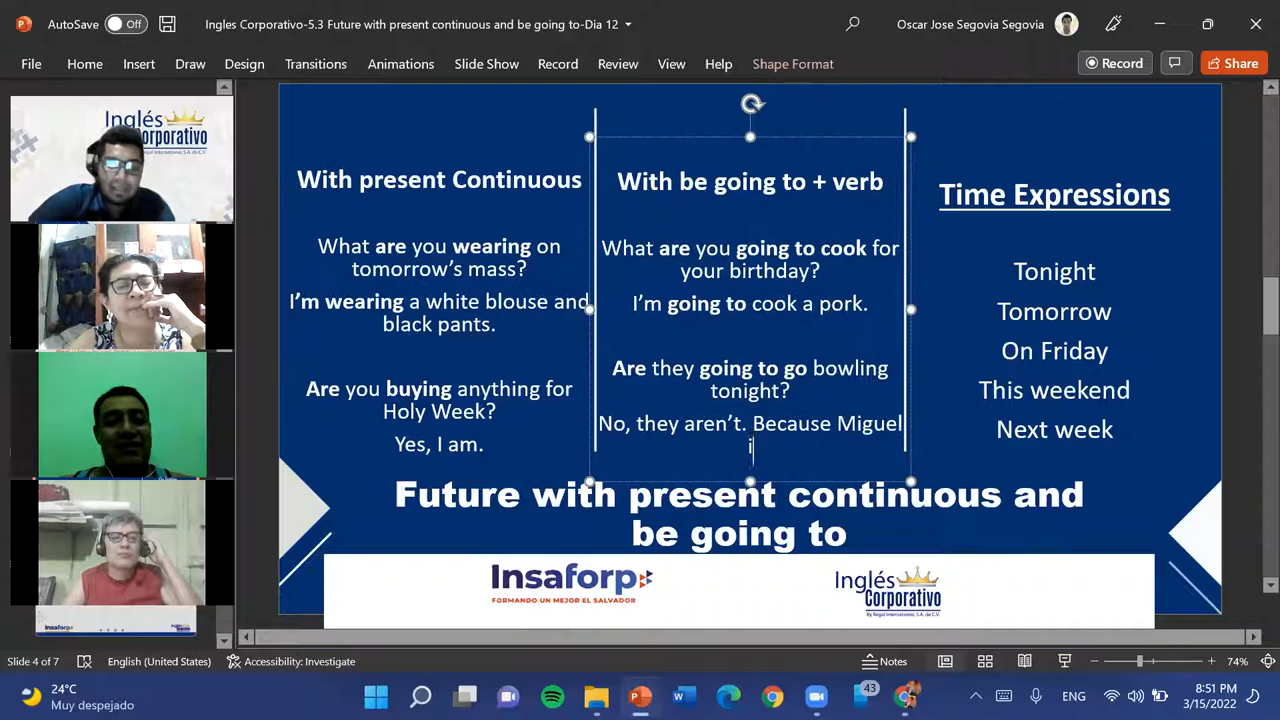 AutoSave Off Ingles Corporativo-5.3 Future with present continuous and be going to-Dia 12 Oscar Jose Segovia Segovia
File Home Insert Draw Design Transitions Animations Slide Show Record Review View Help Shape Format Record Share
Inglés
Corporativo
With present Continuous
What are you wearing on
tomorrow's mass?
I'm wearing a white blouse and
black pants.
Are you buying anything for
Holy Week?
Yes, I am.
With be going to + verb
What are you going to cook for
your birthday?
I'm going to cook a pork.
Are they going to go bowling
tonight?
No, they aren't. Because Miguel
i
Time Expressions
Tonight
Tomorrow
On Friday
This weekend
Next week
Future with present continuous and
be going to
Insaforp
FORMANDO UN MEJOR EL SALVADOR
Inglés
Corporativo
By Regal International, S.A. de C.V.
Insaforp
Slide 4 of 7 English (United States) Accessibility: Investigate Notes 74%
24°C
Muy despejado
43
ENG
8:51 PM
3/15/2022